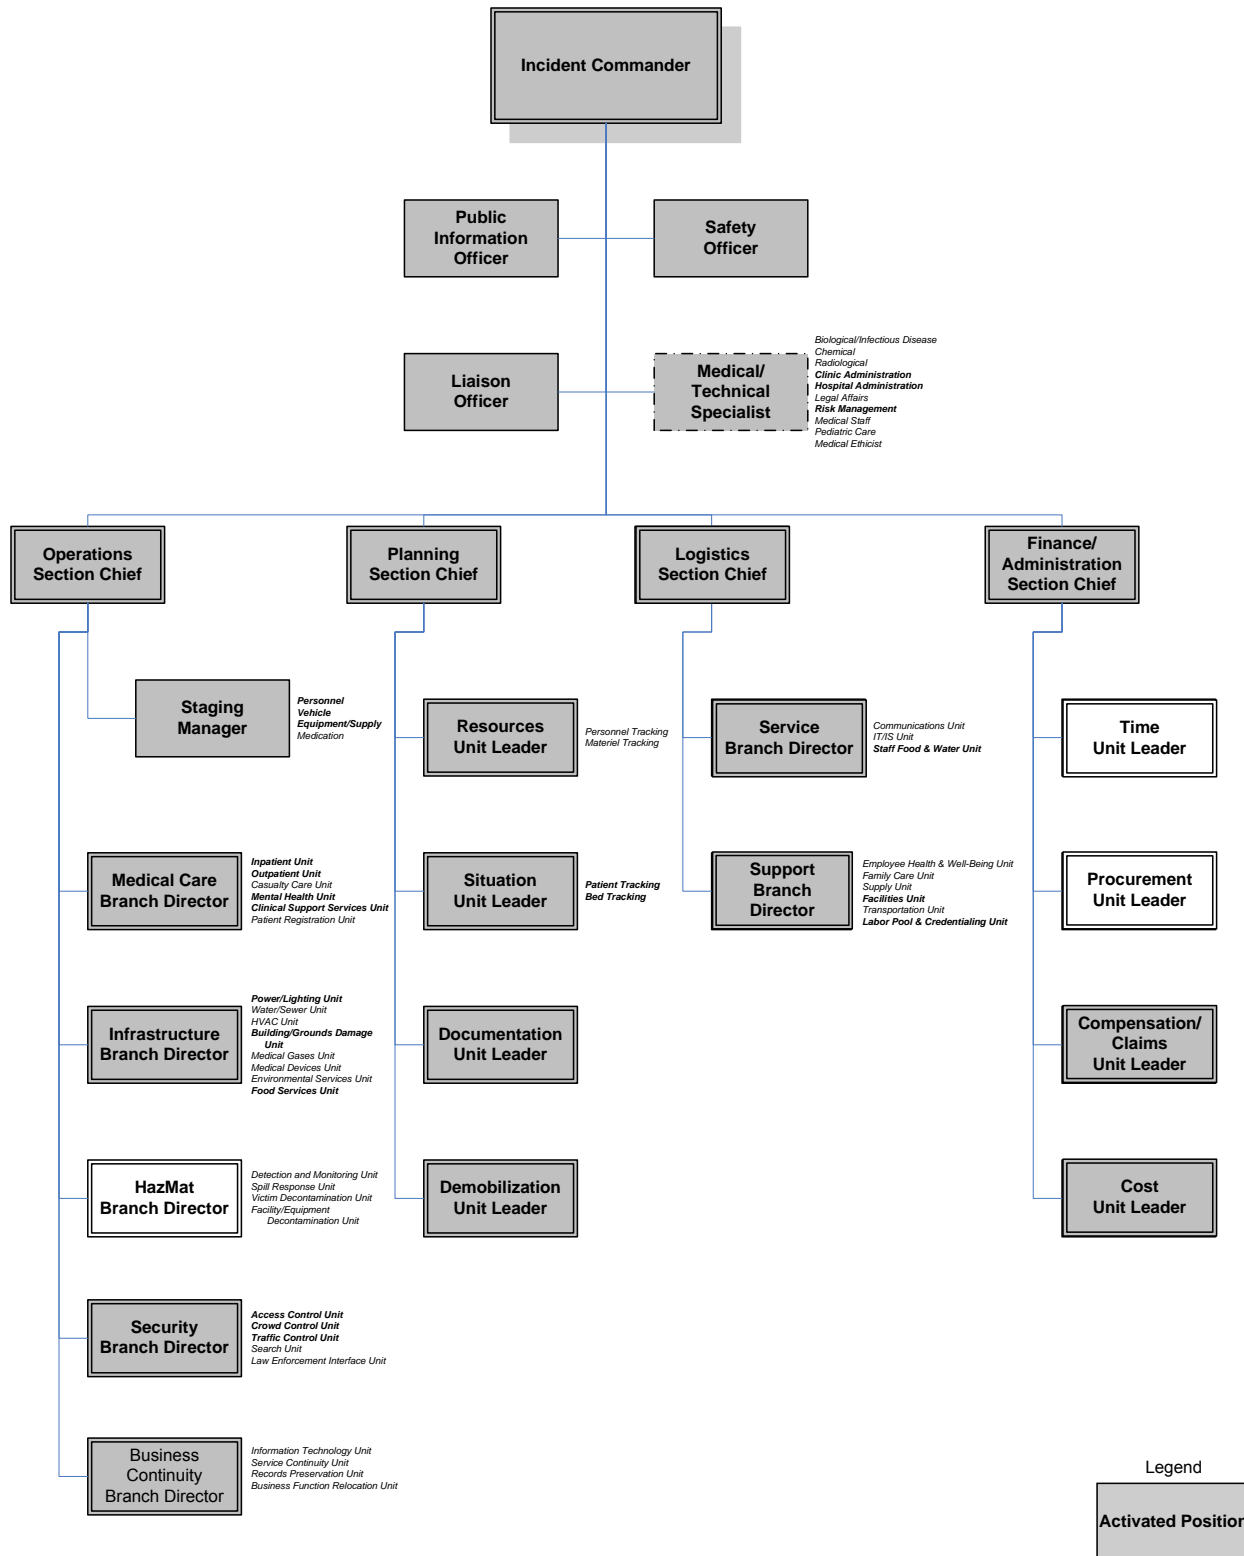 Incident Commander
Public
Information
Officer
Safety
Officer
Liaison
Officer
Medical/
Technical
Specialist
Biological/Infectious Disease
Chemical
Radiological
Clinic Administration
Hospital Administration
Legal Affairs
Risk Management
Medical Staff
Pediatric Care
Medical Ethicist
Operations
Section Chief
Planning
Section Chief
Logistics
Section Chief
Finance/
Administration
Section Chief
Staging
Manager
Personnel
Vehicle
Equipment/Supply
Medication
Resources
Unit Leader
Personnel Tracking
Materiel Tracking
Service
Branch Director
Communications Unit
IT/IS Unit
Staff Food & Water Unit
Time
Unit Leader
Medical Care
Branch Director
Inpatient Unit
Outpatient Unit
Casualty Care Unit
Mental Health Unit
Clinical Support Services Unit
Patient Registration Unit
Situation
Unit Leader
Patient Tracking
Bed Tracking
Support
Branch
Director
Employee Health & Well-Being Unit
Family Care Unit
Supply Unit
Facilities Unit
Transportation Unit
Labor Pool & Credentialing Unit
Procurement
Unit Leader
Infrastructure
Branch Director
Power/Lighting Unit
Water/Sewer Unit
HVAC Unit
Building/Grounds Damage
Unit
Medical Gases Unit
Medical Devices Unit
Environmental Services Unit
Food Services Unit
Documentation
Unit Leader
Compensation/
Claims
Unit Leader
HazMat
Branch Director
Detection and Monitoring Unit
Spill Response Unit
Victim Decontamination Unit
Facility/Equipment
Decontamination Unit
Demobilization
Unit Leader
Cost
Unit Leader
Security
Branch Director
Access Control Unit
Crowd Control Unit
Traffic Control Unit
Search Unit
Law Enforcement Interface Unit
Business
Continuity
Branch Director
Information Technology Unit
Service Continuity Unit
Records Preservation Unit
Business Function Relocation Unit
Legend
Activated Position